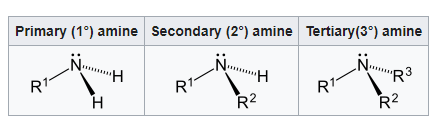 Primary (1°) amine Secondary (2°) amine Tertiary(3°) amine
N N N
R¹ H R¹ H R¹ R³
H R² R²